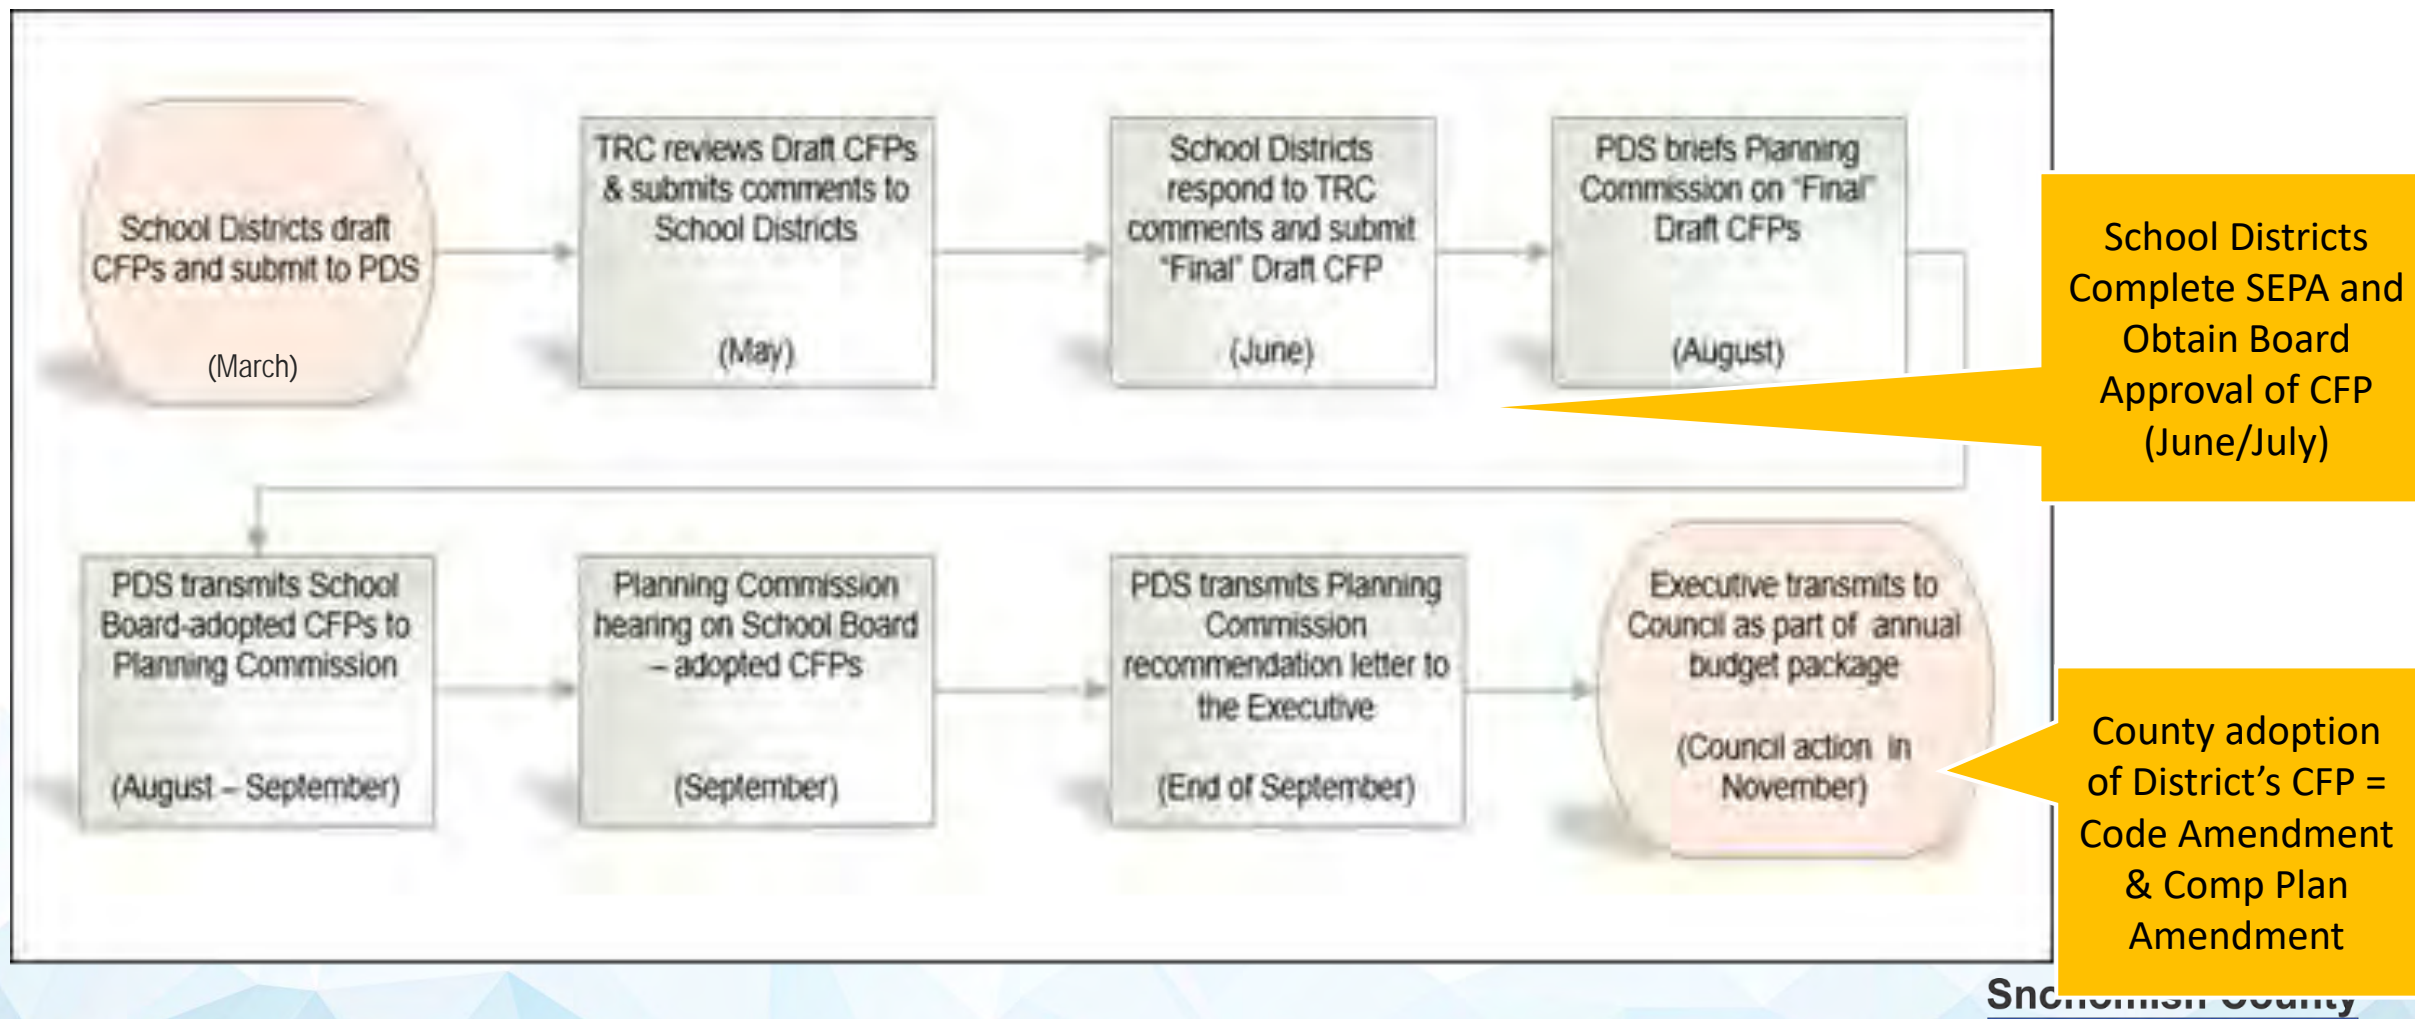 School Districts draft
CFPs and submit to PDS
(March)
TRC reviews Draft CFPs
& submits comments to
School Districts
(May)
School Districts
respond to TRC
comments and submit
"Final" Draft CFP
(June)
PDS briefs Planning
Commission on "Final"
Draft CFPs
(August)
School Districts
Complete SEPA and
Obtain Board
Approval of CFP
(June/July)
PDS transmits School
Board-adopted CFPs to
Planning Commission
(August – September)
Planning Commission
hearing on School Board
– adopted CFPs
(September)
PDS transmits Planning
Commission
recommendation letter to
the Executive
(End of September)
Executive transmits to
Council as part of annual
budget package
(Council action in
November)
County adoption
of District’s CFP =
Code Amendment
& Comp Plan
Amendment
Snohomish County